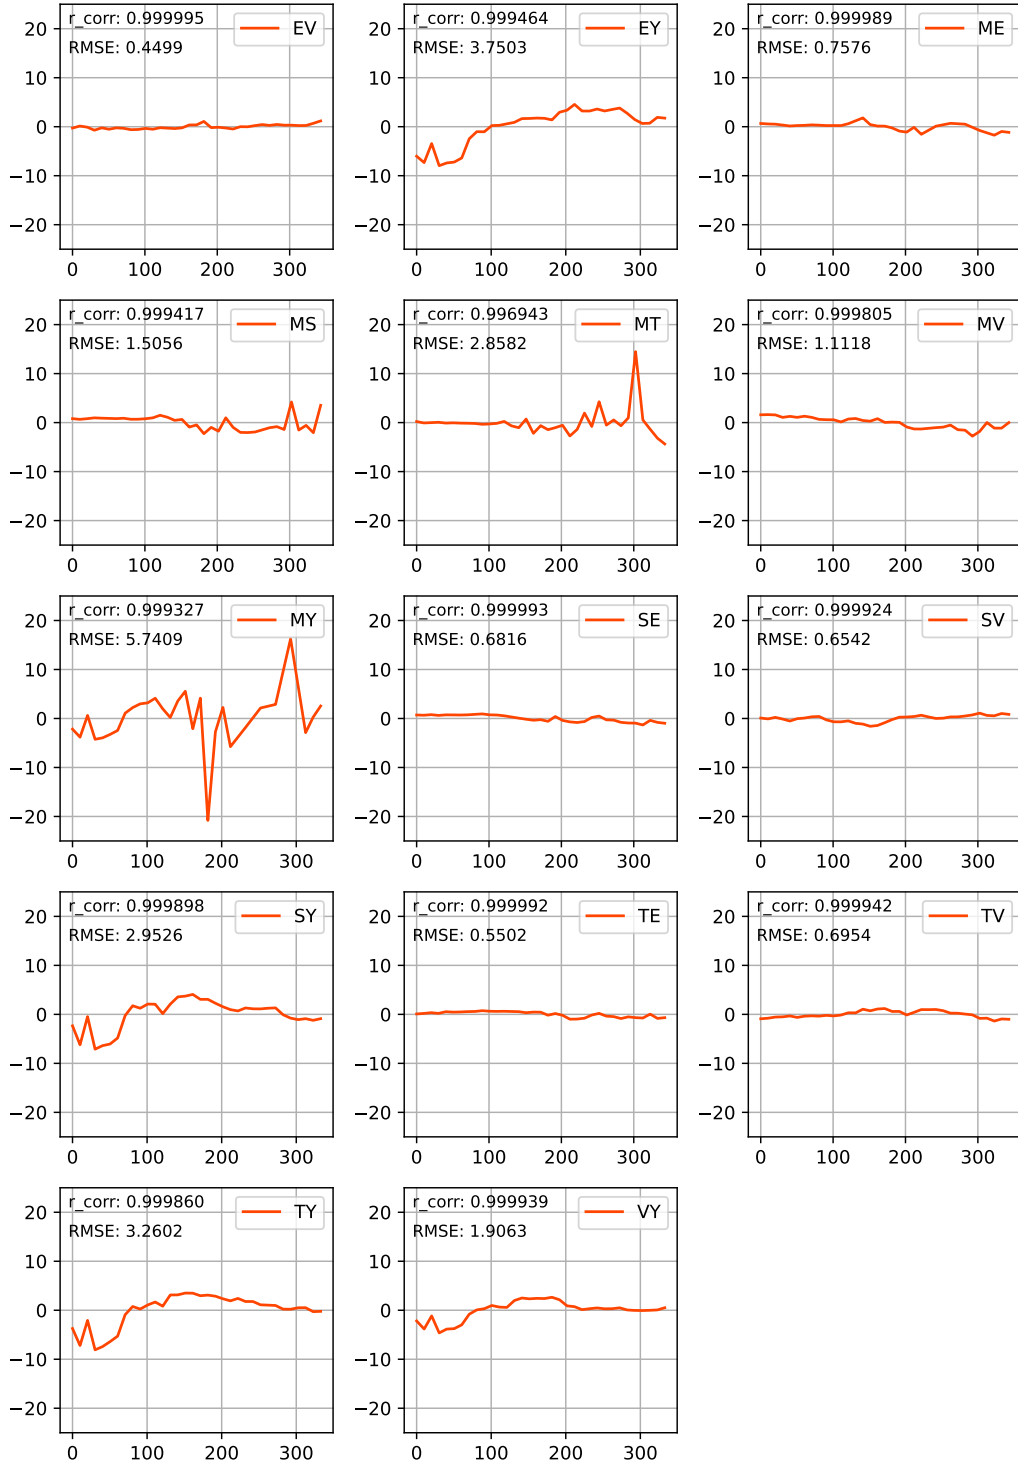 r_corr: 0.999995
RMSE: 0.4499
EV
20
10
0
−10
−20
0 100 200 300
r_corr: 0.999464
RMSE: 3.7503
EY
20
10
0
−10
−20
0 100 200 300
r_corr: 0.999989
RMSE: 0.7576
ME
20
10
0
−10
−20
0 100 200 300
r_corr: 0.999417
RMSE: 1.5056
MS
20
10
0
−10
−20
0 100 200 300
r_corr: 0.996943
RMSE: 2.8582
MT
20
10
0
−10
−20
0 100 200 300
r_corr: 0.999805
RMSE: 1.1118
MV
20
10
0
−10
−20
0 100 200 300
r_corr: 0.999327
RMSE: 5.7409
MY
20
10
0
−10
−20
0 100 200 300
r_corr: 0.999993
RMSE: 0.6816
SE
20
10
0
−10
−20
0 100 200 300
r_corr: 0.999924
RMSE: 0.6542
SV
20
10
0
−10
−20
0 100 200 300
r_corr: 0.999898
RMSE: 2.9526
SY
20
10
0
−10
−20
0 100 200 300
r_corr: 0.999992
RMSE: 0.5502
TE
20
10
0
−10
−20
0 100 200 300
r_corr: 0.999942
RMSE: 0.6954
TV
20
10
0
−10
−20
0 100 200 300
r_corr: 0.999860
RMSE: 3.2602
TY
20
10
0
−10
−20
0 100 200 300
r_corr: 0.999939
RMSE: 1.9063
VY
20
10
0
−10
−20
0 100 200 300